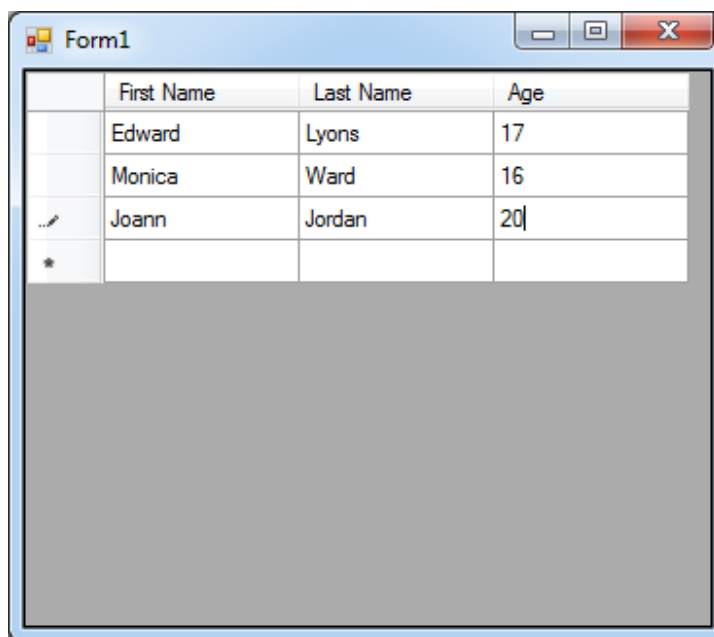 Form1
First Name Last Name Age
Edward Lyons 17
Monica Ward 16
Joann Jordan 20